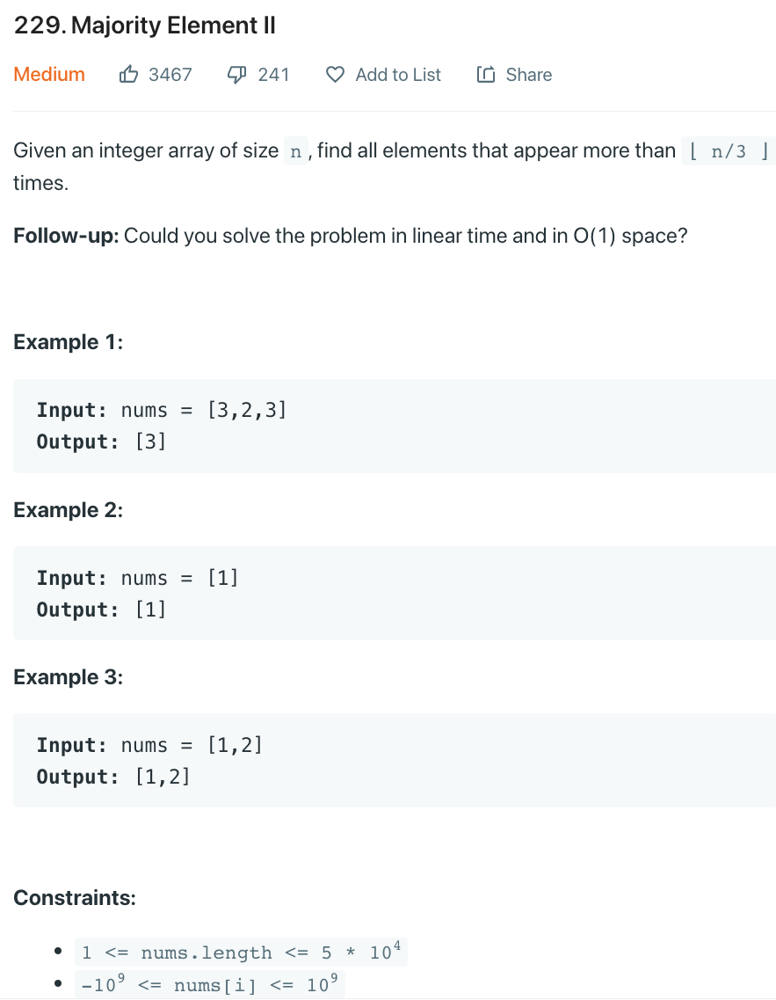 229. Majority Element II
Medium 3467 241 Add to List Share
Given an integer array of size n, find all elements that appear more than ⌊ n/3 ⌋
times.
Follow-up: Could you solve the problem in linear time and in O(1) space?
Example 1:
Input: nums = [3,2,3]
Output: [3]
Example 2:
Input: nums = [1]
Output: [1]
Example 3:
Input: nums = [1,2]
Output: [1,2]
Constraints:
• 1 <= nums.length <= 5 * 10⁴
• -10⁹ <= nums[i] <= 10⁹